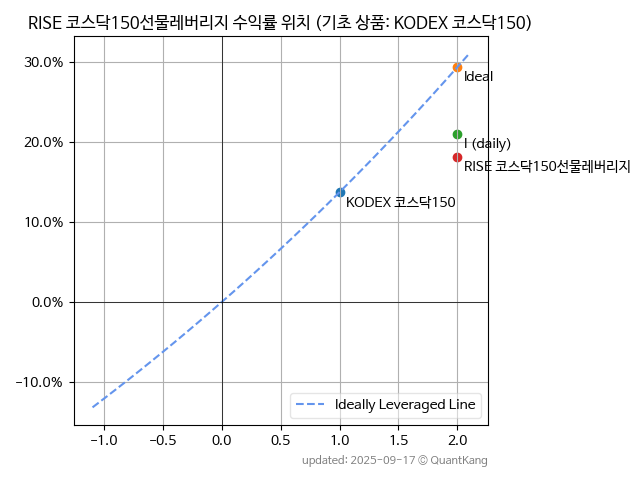 RISE 코스닥150선물레버리지 수익률 위치 (기초 상품: KODEX 코스닥150)
30.0%
Ideal
20.0%
I (daily)
RISE 코스닥150선물레버리지
KODEX 코스닥150
10.0%
0.0%
−10.0%
Ideally Leveraged Line
−1.0 −0.5 0.0 0.5 1.0 1.5 2.0
updated: 2025-09-17 © QuantKang